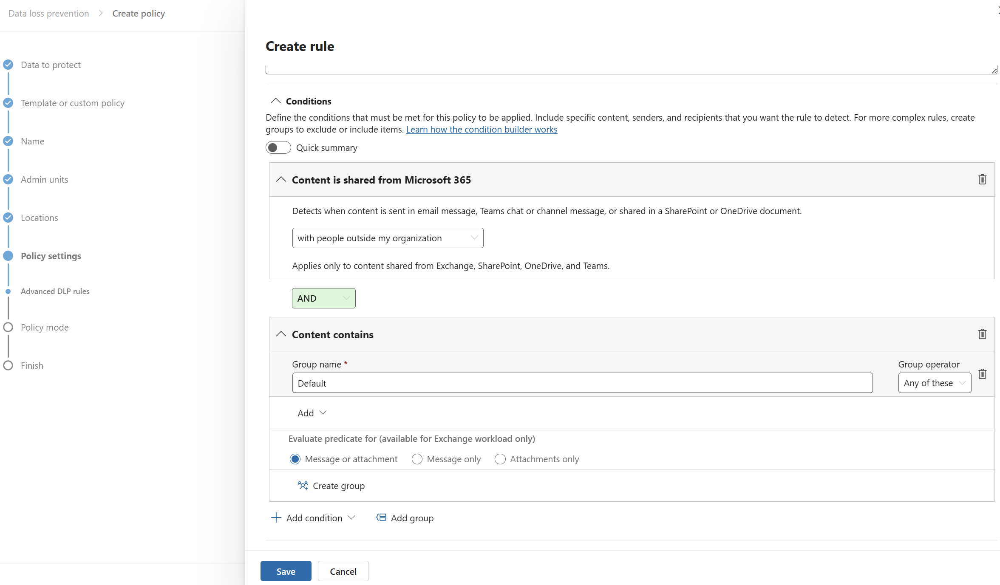 Data loss prevention > Create policy
Data to protect
Template or custom policy
Name
Admin units
Locations
Policy settings
Advanced DLP rules
Policy mode
Finish
Create rule
Conditions
Define the conditions that must be met for this policy to be applied. Include specific content, senders, and recipients that you want the rule to detect. For more complex rules, create
groups to exclude or include items. Learn how the condition builder works
Quick summary
Content is shared from Microsoft 365
Detects when content is sent in email message, Teams chat or channel message, or shared in a SharePoint or OneDrive document.
with people outside my organization
Applies only to content shared from Exchange, SharePoint, OneDrive, and Teams.
AND
Content contains
Group name * Group operator
Default Any of these
Add
Evaluate predicate for (available for Exchange workload only)
Message or attachment Message only Attachments only
Create group
Add condition Add group
Save Cancel